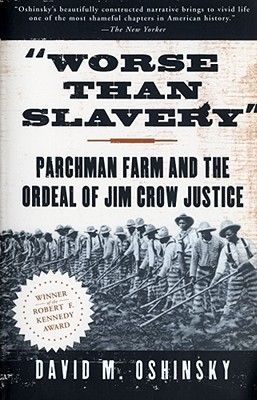 "Oshinsky's beautifully constructed narrative brings to vivid life
one of the most shameful chapters in American history."
—The New Yorker
"WORSE
THAN
SLAVERY"
PARCHMAN FARM AND THE
ORDEAL OF JIM CROW JUSTICE
WINNER
of the
ROBERT F.
KENNEDY
AWARD
DAVID M. OSHINSKY